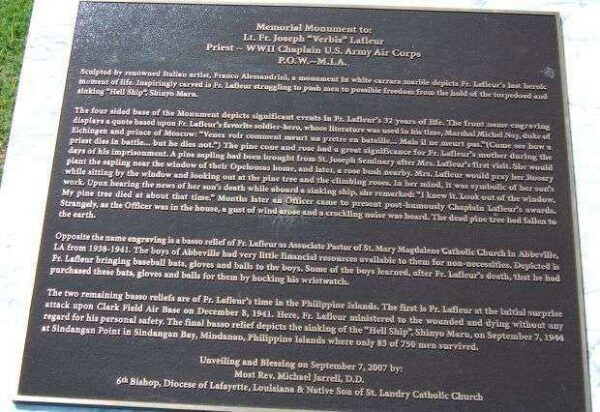 Memorial Monument to:
Lt. Fr. Joseph "Verbis" Lafleur
Priest ~ WWII Chaplain U.S. Army Air Corps
P.O.W.~M.I.A.
Sculpted by renowned Italian artist, Franco Alessandrini, a monument in white carrara marble depicts Fr. Lafleur's last heroic
moment of life. Inspiringly carved is Fr. Lafleur struggling to push men to possible freedom from the hold of the torpedoed and
sinking "Hell Ship", Shinyo Maru.
The four sided base of the Monument depicts significant events in Fr. Lafleur's 32 years of life. The front name engraving
displays a quote based upon Fr. Lafleur's favorite soldier-hero, whose literature was used in his time, Marshal Michel Nay, duke of
Elchingen and prince of Moscow: "Venez voir comment meurt un pretre en bataille... Mais il ne meurt pas." (Come see how a
priest dies in battle... but he dies not.") The pine cone and rose had a great significance for Fr. Lafleur's mother during the
days of his imprisonment. A pine sapling had been brought from St. Joseph Seminary after Mrs. Lafleur's first visit. She would
plant the sapling near the window of their Opelousas home, and later, a rose bush nearby. Mrs. Lafleur would pray her Rosary
while sitting by the window and looking out at the pine tree and the climbing roses. In her mind, it was symbolic of her son's
work. Upon hearing the news of her son's death while aboard a sinking ship, she remarked: "I knew it. Look out of the window.
My pine tree died at about that time." Months later an Officer came to present post-humously Chaplain Lafleur's awards.
Strangely, as the Officer was in the house, a gust of wind arose and a crackling noise was heard. The dead pine tree had fallen to
the earth.
Opposite the name engraving is a basso relief of Fr. Lafleur as Associate Pastor of St. Mary Magdalene Catholic Church in Abbeville,
LA from 1938-1941. The boys of Abbeville had very little financial resources available to them for non-necessities. Depicted is
Fr. Lafleur bringing baseball bats, gloves and balls to the boys. Some of the boys learned, after Fr. Lafleur's death, that he had
purchased these bats, gloves and balls for them by hocking his wristwatch.
The two remaining basso reliefs are of Fr. Lafleur's time in the Philippine Islands. The first is Fr. Lafleur at the initial surprise
attack upon Clark Field Air Base on December 8, 1941. Here, Fr. Lafleur ministered to the wounded and dying without any
regard for his personal safety. The final basso relief depicts the sinking of the "Hell Ship", Shinyo Maru, on September 7, 1944
at Sindangan Point in Sindangan Bay, Mindanao, Philippine Islands where only 83 of 750 men survived.
Unveiling and Blessing on September 7, 2007 by:
Most Rev. Michael Jarrell, D.D.
6th Bishop, Diocese of Lafayette, Louisiana & Native Son of St. Landry Catholic Church